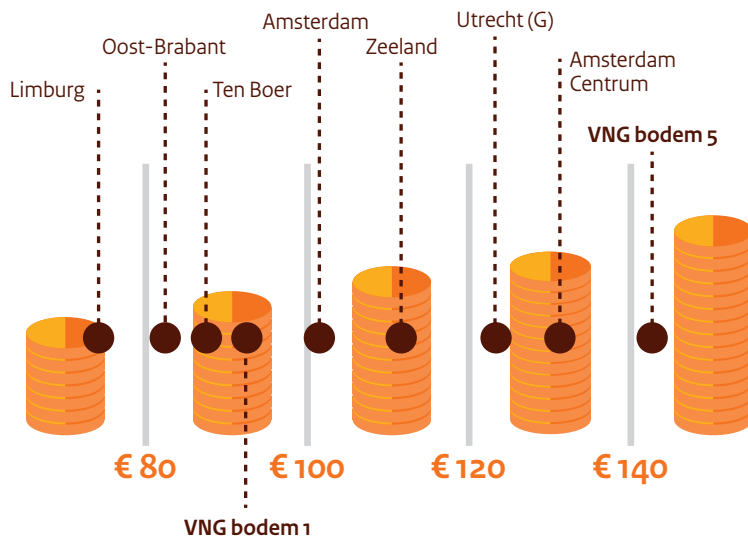 Amsterdam
Utrecht (G)
Oost-Brabant
Zeeland
Limburg
Ten Boer
Amsterdam
Centrum
VNG bodem 5
€ 80
€ 100
€ 120
€ 140
VNG bodem 1